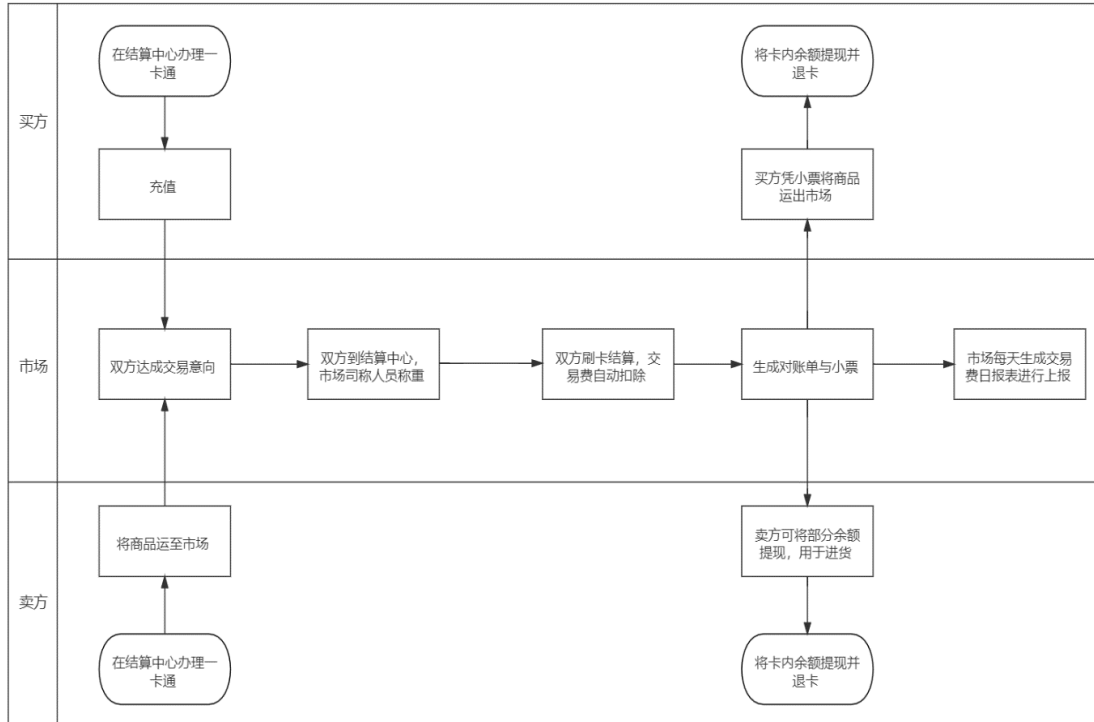 买方
在结算中心办理一
卡通
将卡内余额提现并
退卡
充值
买方凭小票将商品
运出市场
市场
双方达成交易意向
双方到结算中心，
市场司称人员称重
双方刷卡结算，交
易费自动扣除
生成对账单与小票
市场每天生成交易
费日报表进行上报
卖方
将商品运至市场
卖方可将部分余额
提现，用于进货
在结算中心办理一
卡通
将卡内余额提现并
退卡